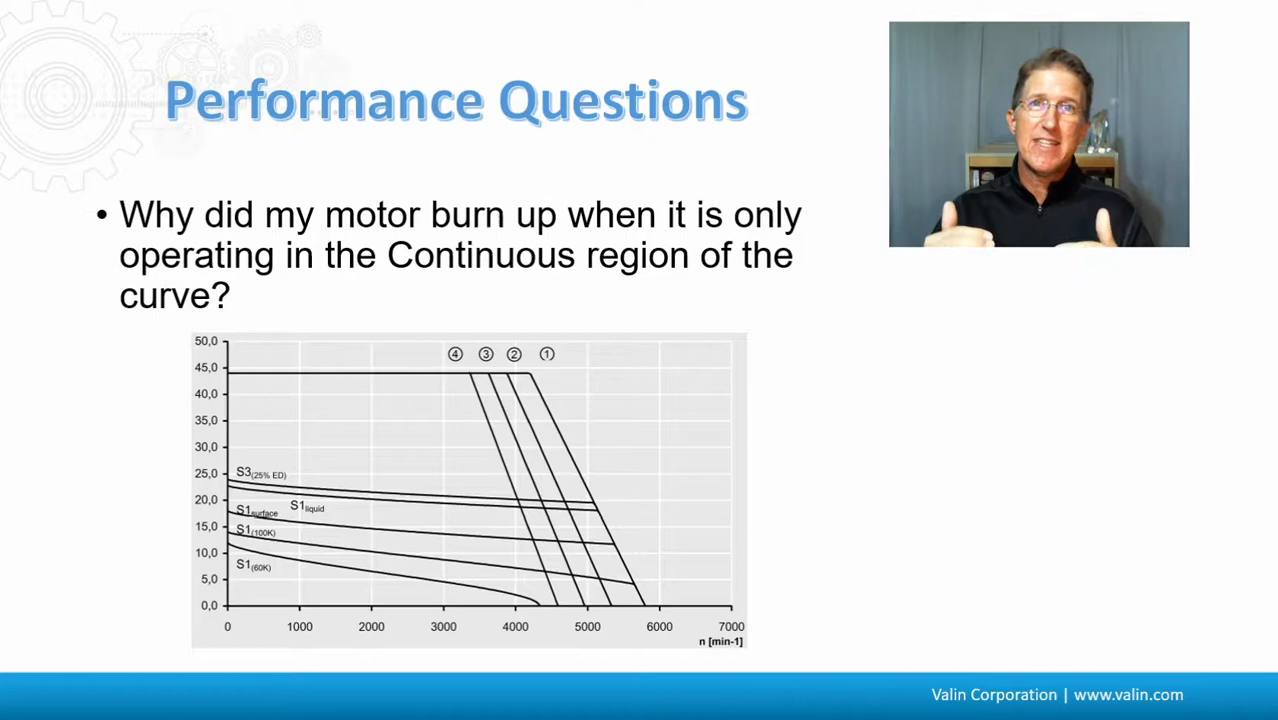 Performance Questions
• Why did my motor burn up when it is only
operating in the Continuous region of the
curve?
50,0
④ ③ ② ①
45,0
40,0
35,0
30,0
25,0
S3(25% ED)
20,0
S1surface
S1liquid
15,0
S1(100K)
10,0
S1(60K)
5,0
0,0
0 1000 2000 3000 4000 5000 6000 7000
n [min-1]
Valin Corporation | www.valin.com